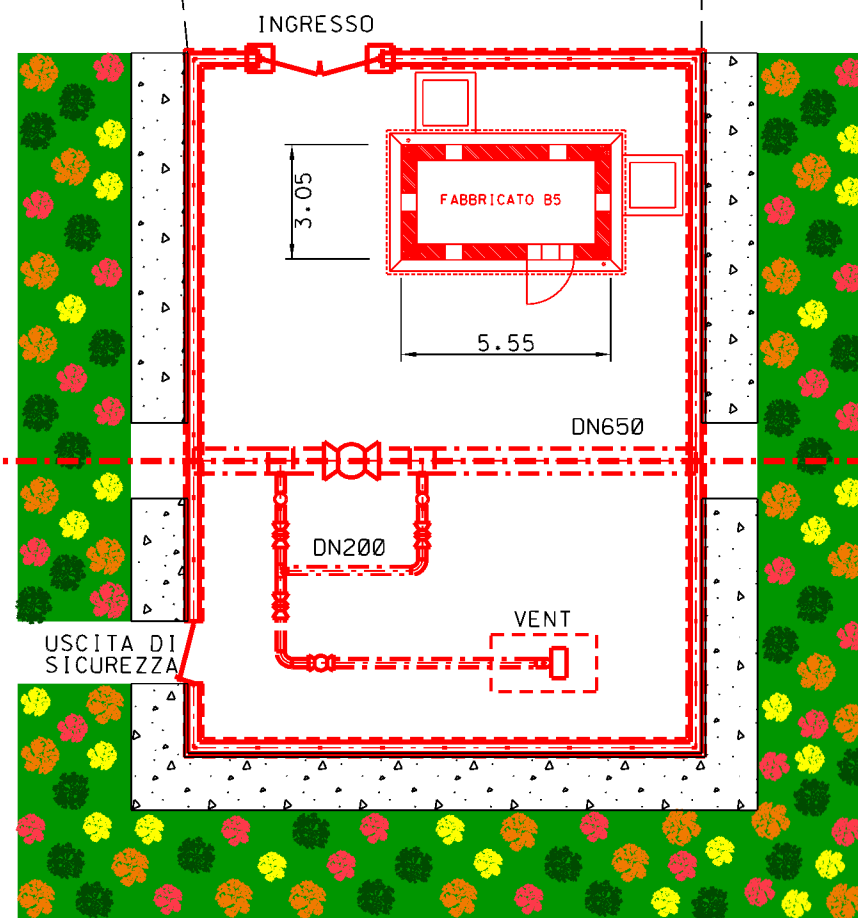 INGRESSO
3.05
FABBRICATO B5
5.55
DN650
DN200
VENT
USCITA DI
SICUREZZA